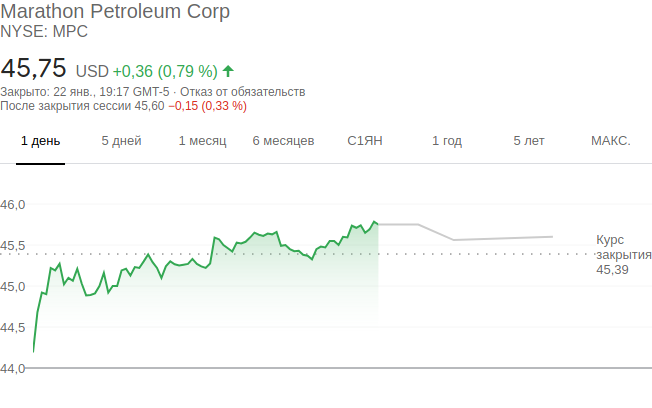 Marathon Petroleum Corp
NYSE: MPC
45,75 USD +0,36 (0,79 %)
Закрыто: 22 янв., 19:17 GMT-5 · Отказ от обязательств
После закрытия сессии 45,60 −0,15 (0,33 %)
1 день 5 дней 1 месяц 6 месяцев С1ЯН 1 год 5 лет МАКС.
46,0
45,5
Курс
закрытия
45,39
45,0
44,5
44,0